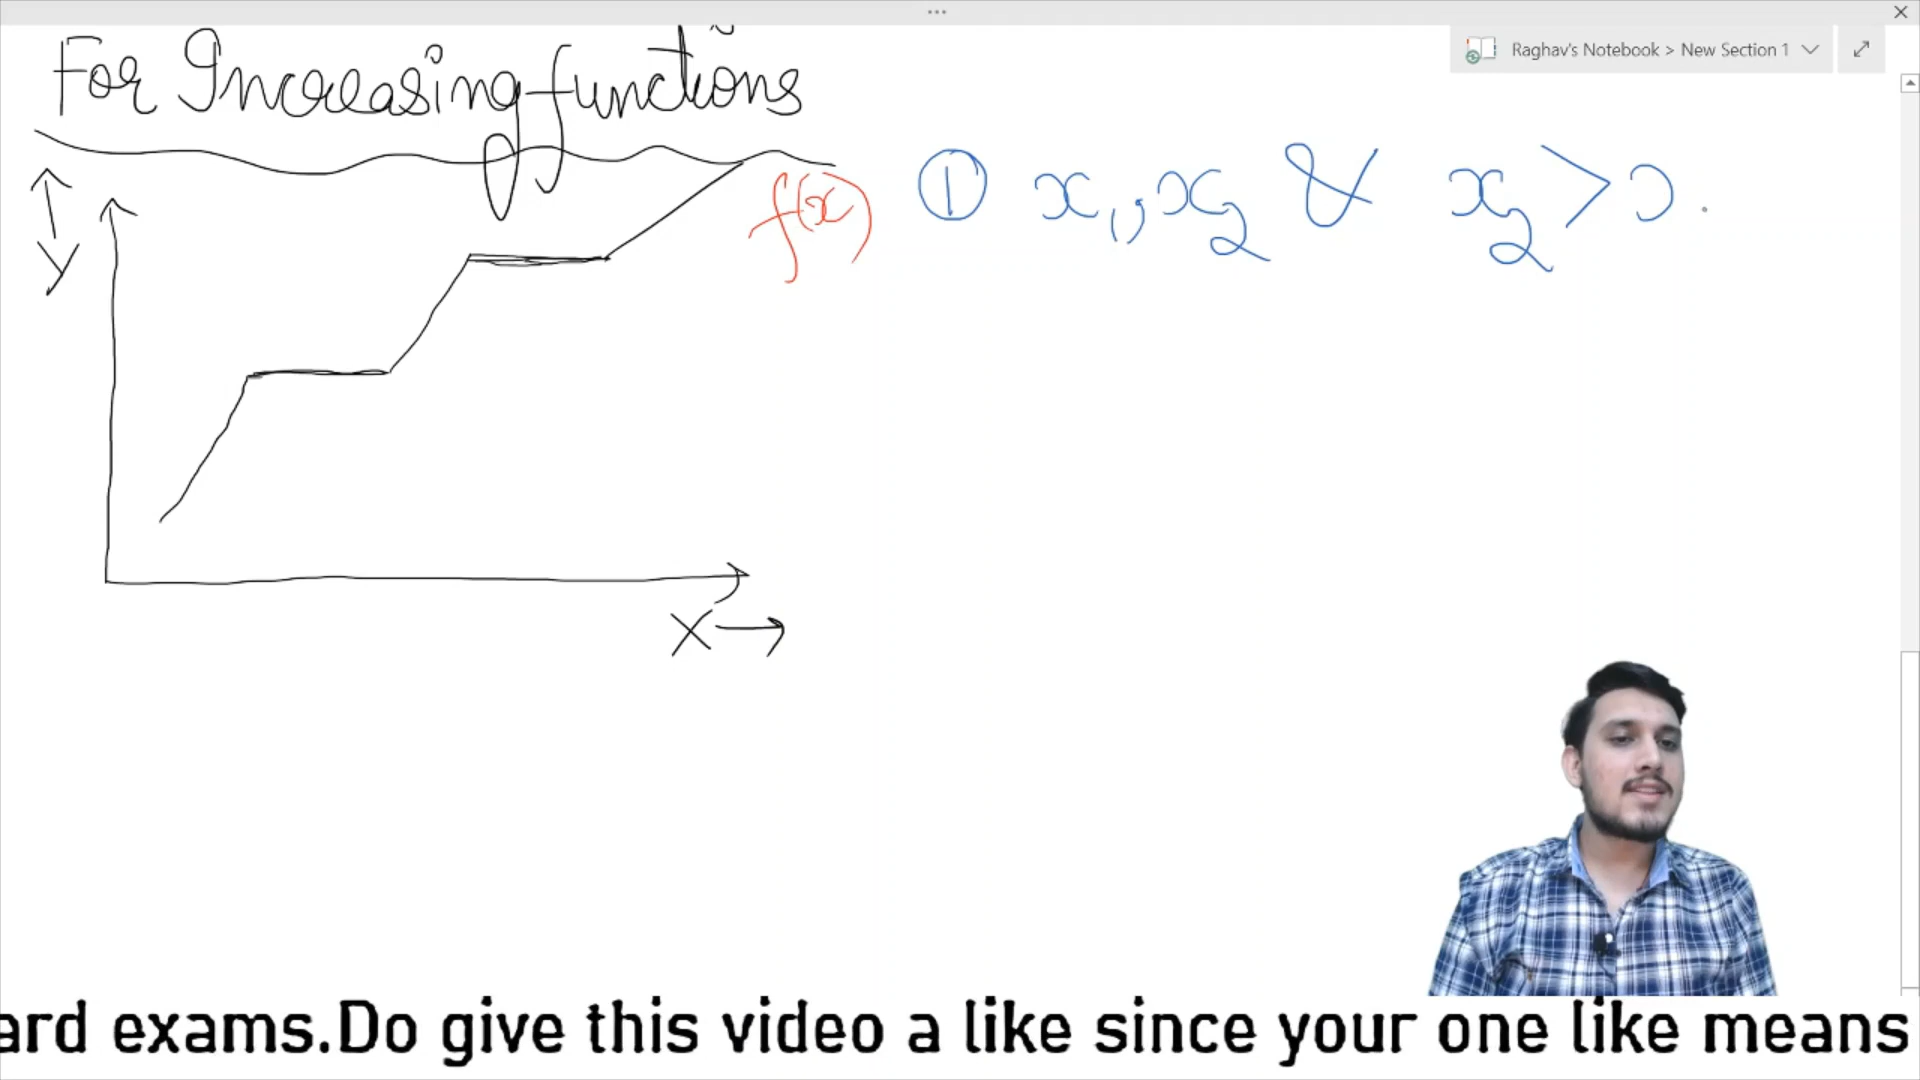 Raghav's Notebook > New Section 1
For Increasing functions
f(x)
① x₁, x₂ & x₂ >
y
X →
ard exams.Do give this video a like since your one like means